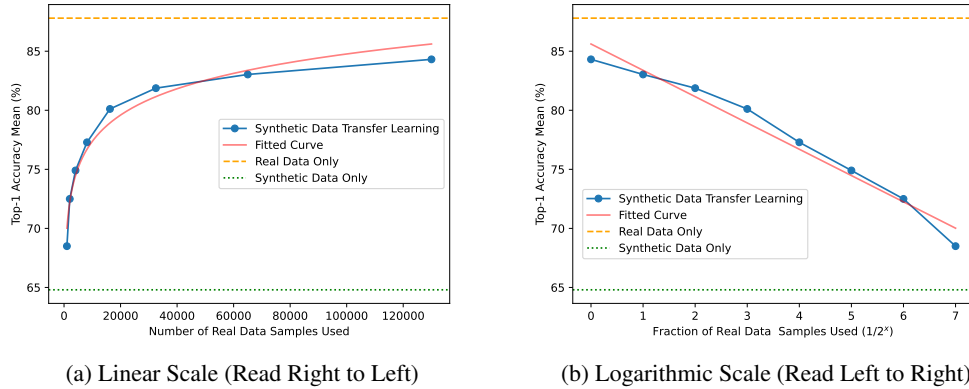 85
80
75
70
65
Top-1 Accuracy Mean (%)
Synthetic Data Transfer Learning
Fitted Curve
Real Data Only
Synthetic Data Only
0 20000 40000 60000 80000 100000 120000
Number of Real Data Samples Used
(a) Linear Scale (Read Right to Left)
85
80
75
70
65
Top-1 Accuracy Mean (%)
Synthetic Data Transfer Learning
Fitted Curve
Real Data Only
Synthetic Data Only
0 1 2 3 4 5 6 7
Fraction of Real Data Samples Used (1/2ˣ)
(b) Logarithmic Scale (Read Left to Right)